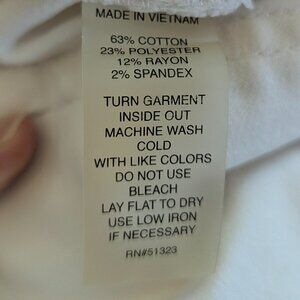 MADE IN VIETNAM
63% COTTON
23% POLYESTER
12% RAYON
2% SPANDEX
TURN GARMENT
INSIDE OUT
MACHINE WASH
COLD
WITH LIKE COLORS
DO NOT USE
BLEACH
LAY FLAT TO DRY
USE LOW IRON
IF NECESSARY
RN#51323